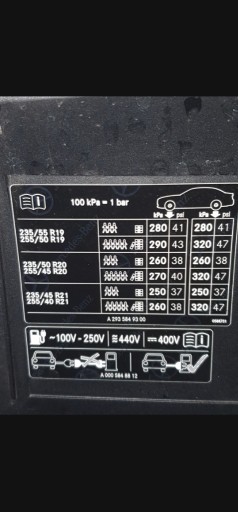 100 kPa = 1 bar
kPa psi kPa psi
235/55 R19
255/50 R19
280 41 280 41
290 43 320 47
235/50 R20
255/45 R20
260 38 260 38
270 40 320 47
235/45 R21
255/40 R21
250 37 250 37
260 38 320 47
A 293 584 93 00
~100V - 250V 440V 400V
A 000 584 88 12